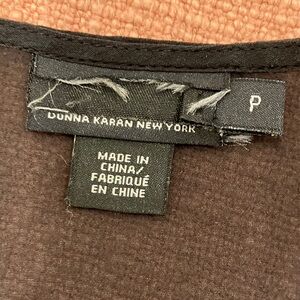 P
DONNA KARAN NEW YORK
MADE IN
CHINA/
FABRIQUÉ
EN CHINE